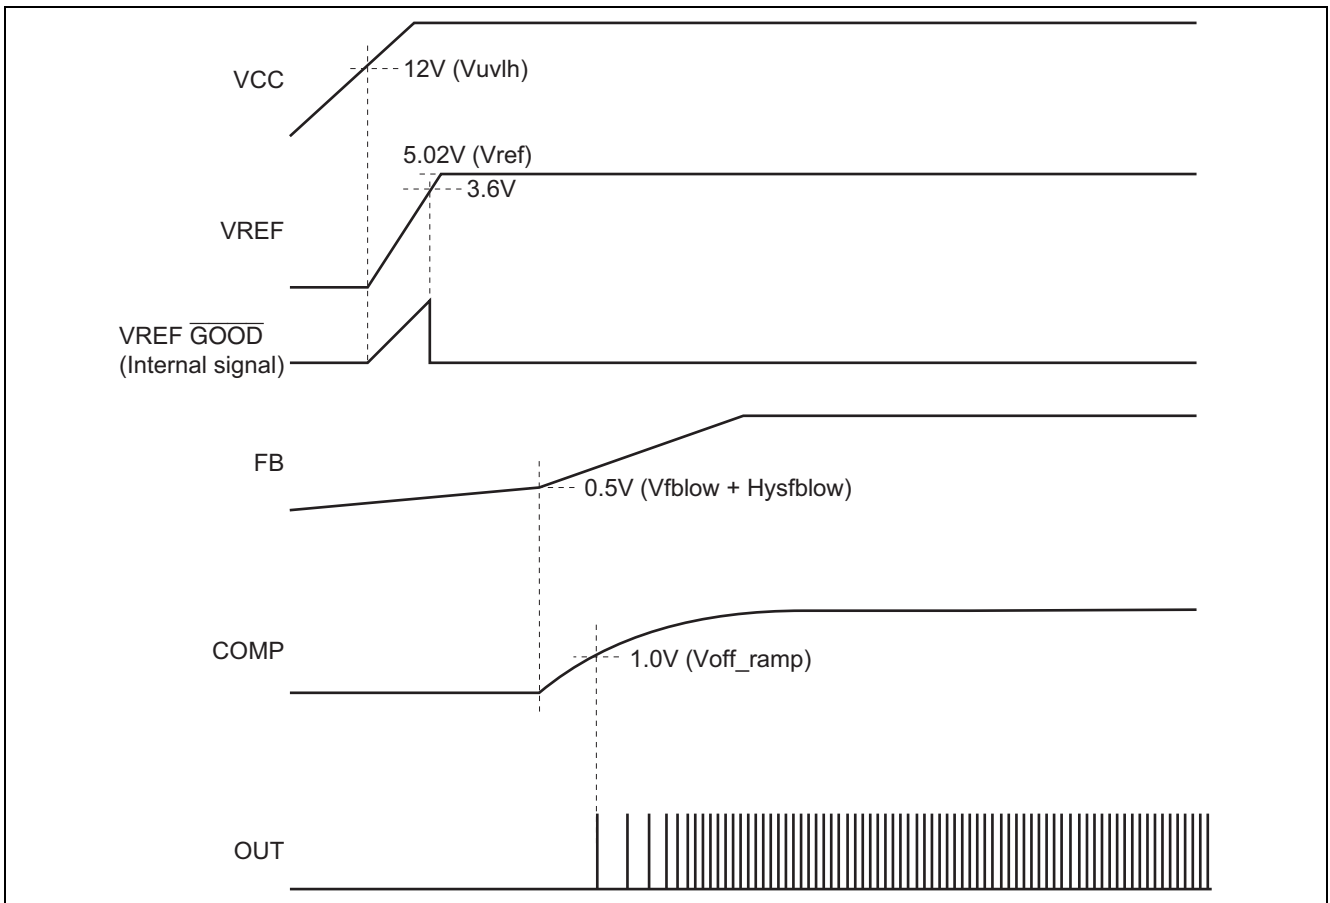 VCC
12V (Vuvlh)
5.02V (Vref)
3.6V
VREF
VREF GOOD
(Internal signal)
FB
0.5V (Vfblow + Hysfblow)
COMP
1.0V (Voff_ramp)
OUT